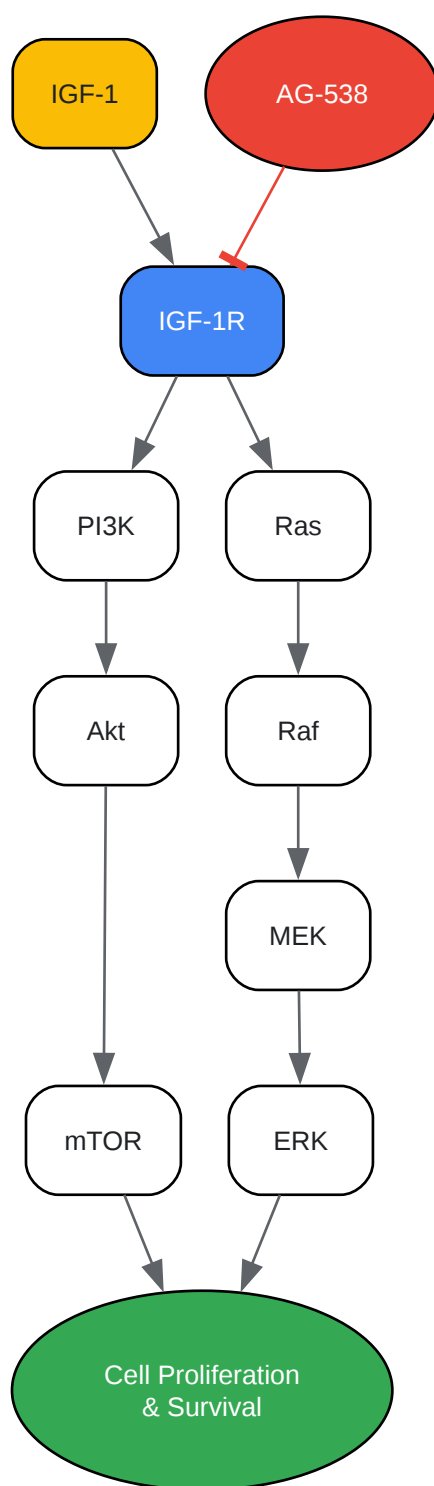 IGF-1
AG-538
IGF-1R
PI3K
Ras
Akt
Raf
MEK
mTOR
ERK
Cell Proliferation
& Survival